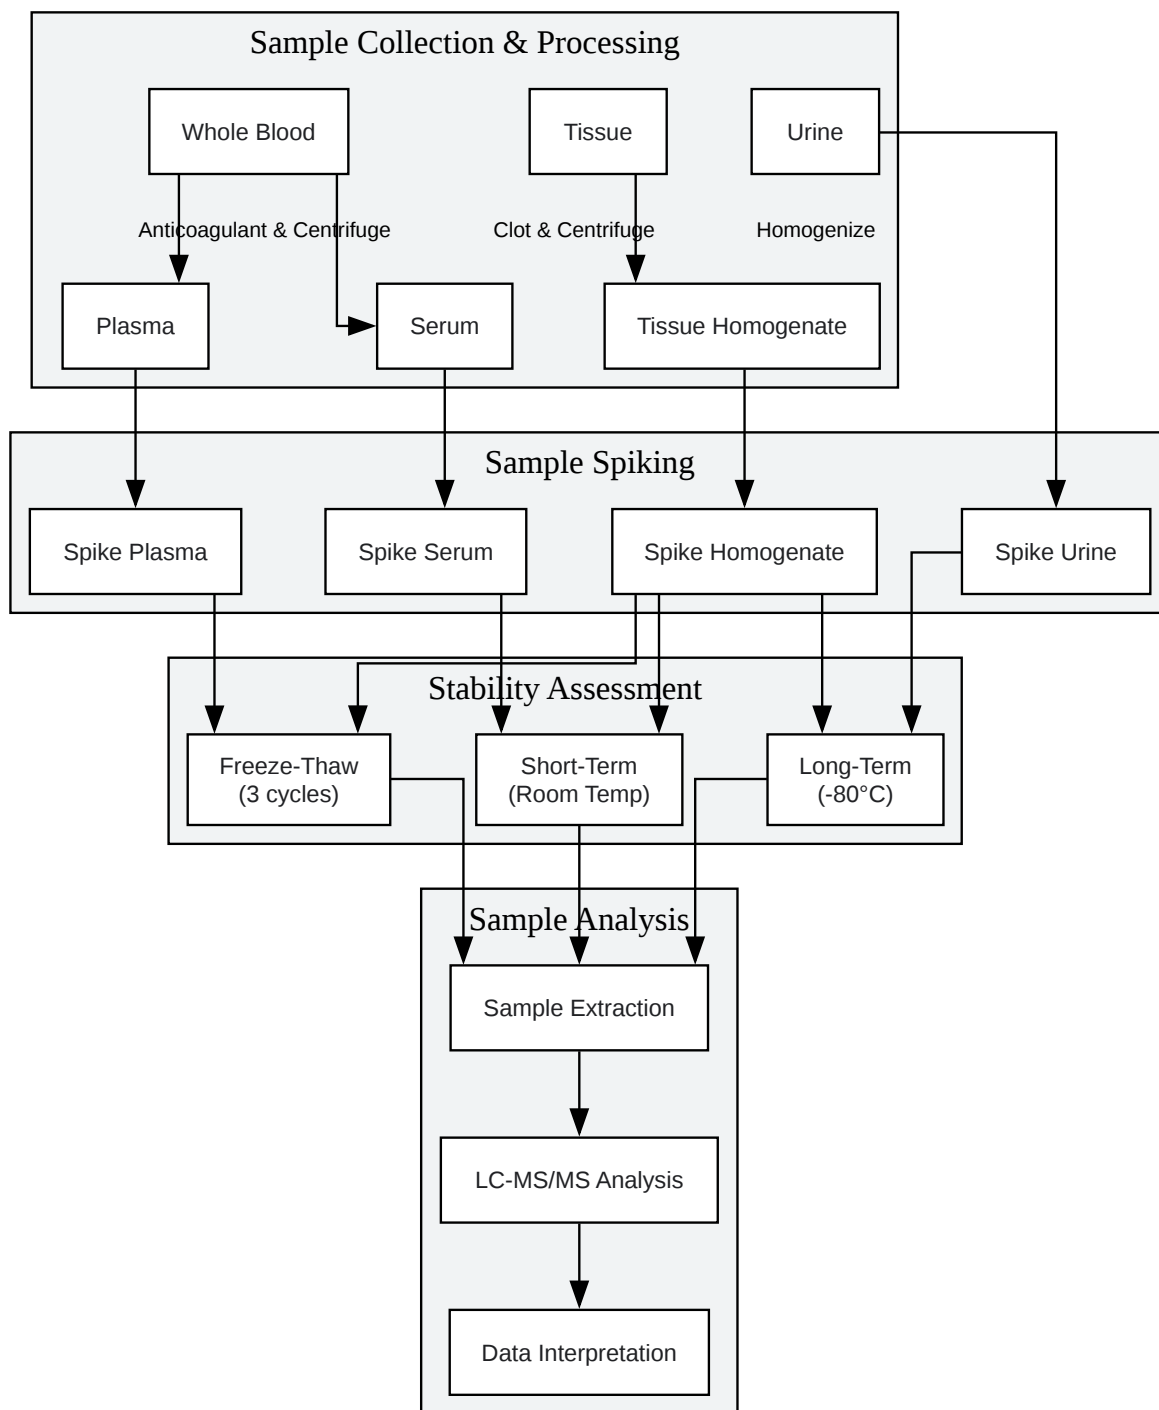 Sample Collection & Processing
Whole Blood
Tissue
Urine
Anticoagulant & Centrifuge
Clot & Centrifuge
Homogenize
Plasma
Serum
Tissue Homogenate
Sample Spiking
Spike Plasma
Spike Serum
Spike Homogenate
Spike Urine
Stability Assessment
Freeze-Thaw
(3 cycles)
Short-Term
(Room Temp)
Long-Term
(-80°C)
Sample Analysis
Sample Extraction
LC-MS/MS Analysis
Data Interpretation